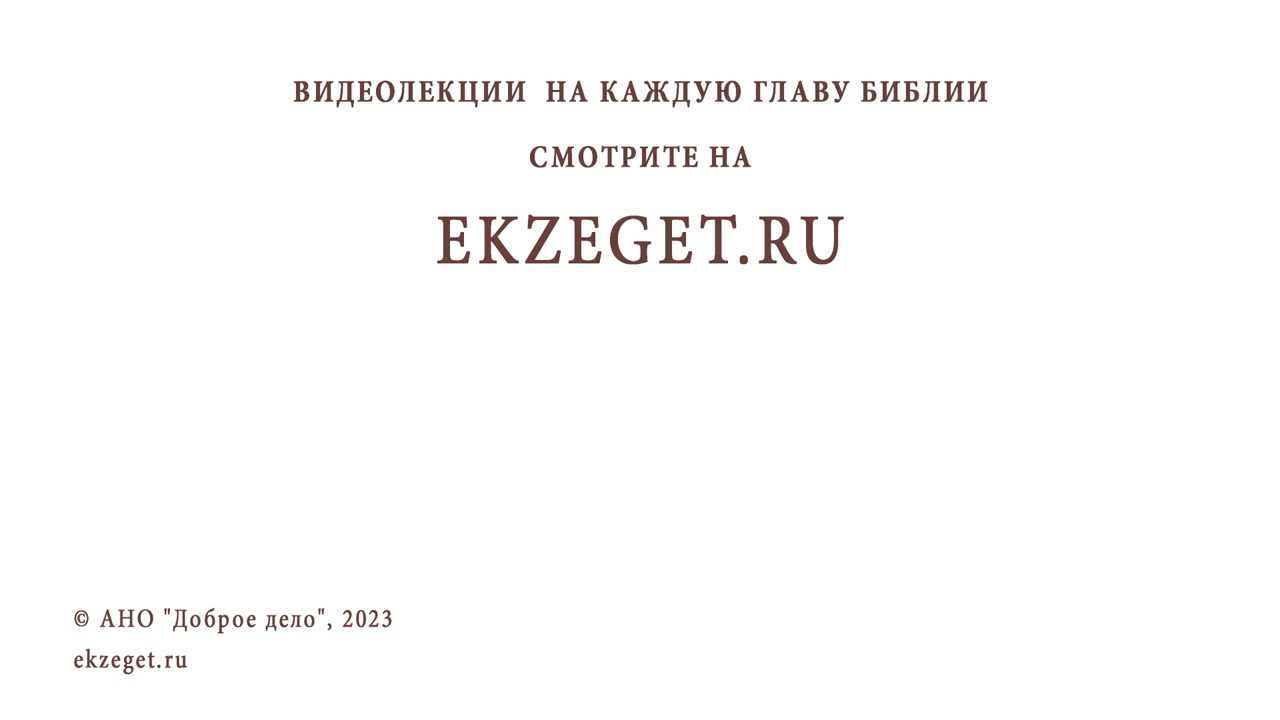 ВИДЕОЛЕКЦИИ НА КАЖДУЮ ГЛАВУ БИБЛИИ
СМОТРИТЕ НА
EKZEGET.RU
© АНО "Доброе дело", 2023
ekzeget.ru